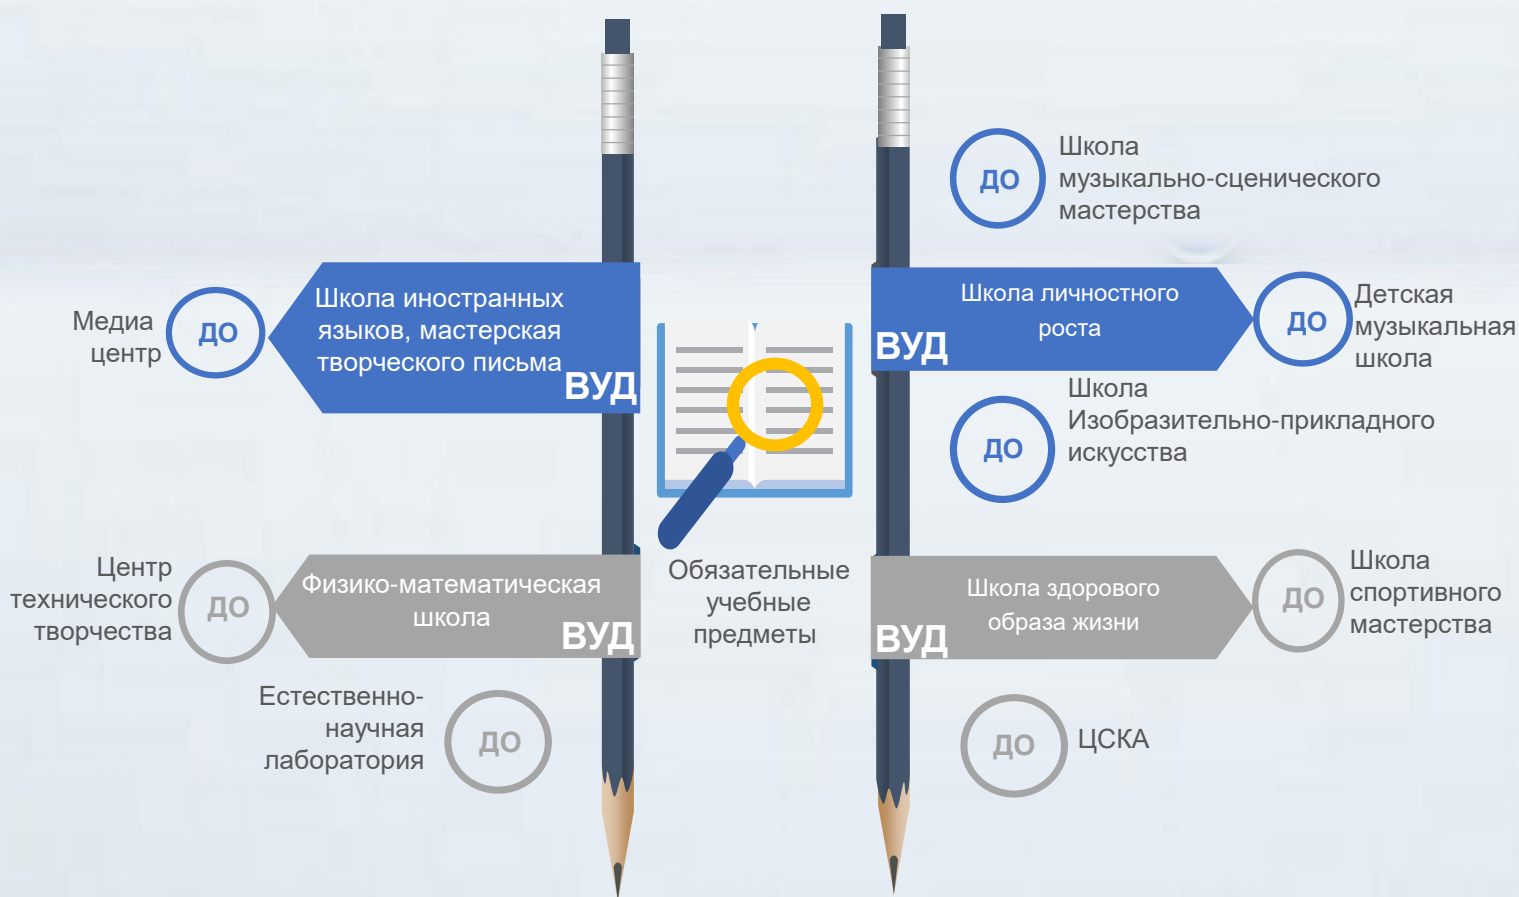 Медиа
центр
ДО
Школа иностранных
языков, мастерская
творческого письма
ВУД
Центр
технического
творчества
ДО
Физико-математическая
школа
ВУД
Естественно-
научная
лаборатория
ДО
Обязательные
учебные
предметы
ДО
Школа
музыкально-сценического
мастерства
Школа личностного
роста
ВУД
ДО
Детская
музыкальная
школа
ДО
Школа
Изобразительно-прикладного
искусства
Школа здорового
образа жизни
ВУД
ДО
Школа
спортивного
мастерства
ДО
ЦСКА